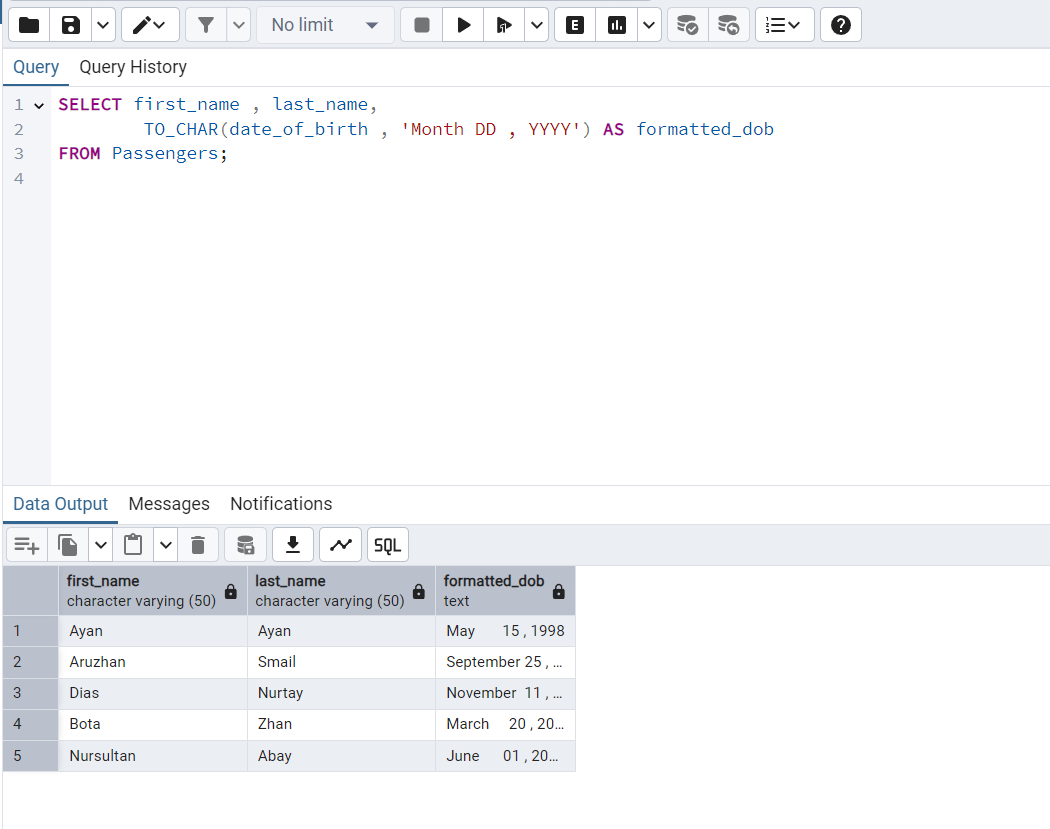 No limit
E
Query Query History
1 SELECT first_name , last_name,
2 TO_CHAR(date_of_birth , 'Month DD , YYYY') AS formatted_dob
3 FROM Passengers;
4
Data Output Messages Notifications
SQL
first_name last_name formatted_dob
character varying (50) character varying (50) text
1 Ayan Ayan May 15 , 1998
2 Aruzhan Smail September 25 , ...
3 Dias Nurtay November 11 , ...
4 Bota Zhan March 20 , 20...
5 Nursultan Abay June 01 , 20...